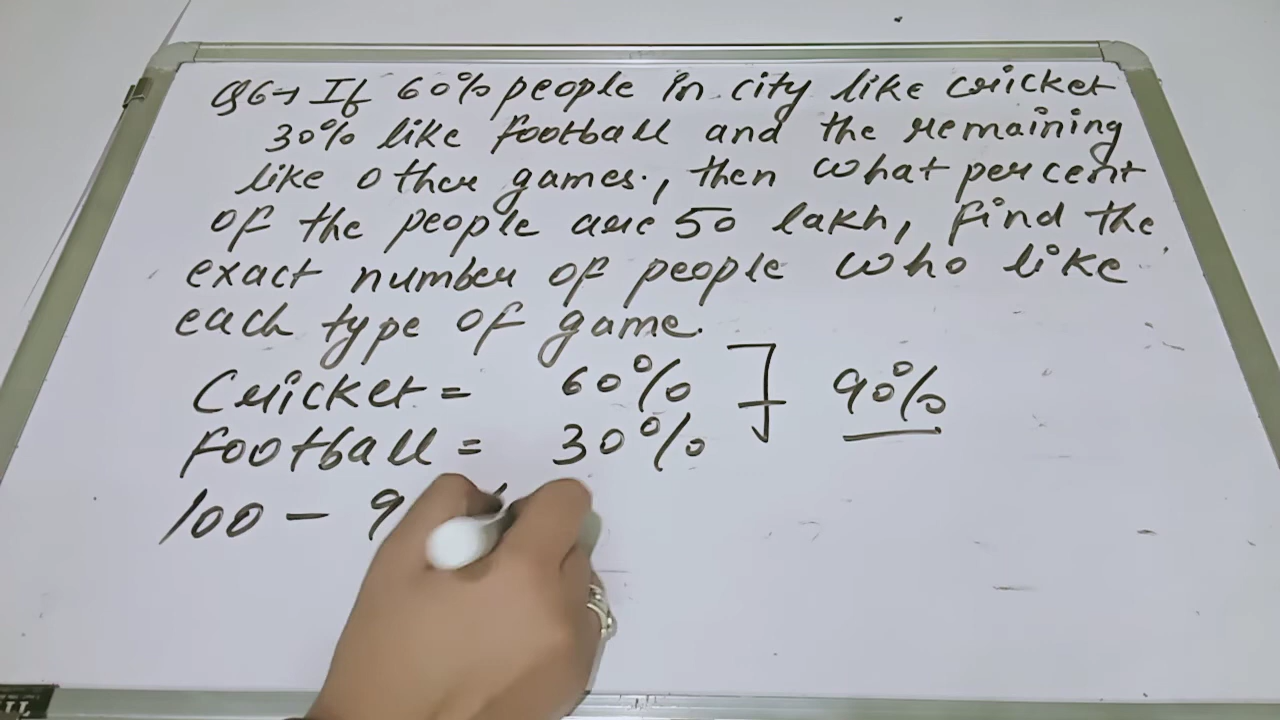 Q6→ If 60% people in city like cricket
30% like football and the remaining
like other games., then what percent
of the people are 50 lakh, find the
exact number of people who like
each type of game.
Cricket = 60% ] 90%
Football = 30%
100 - 9